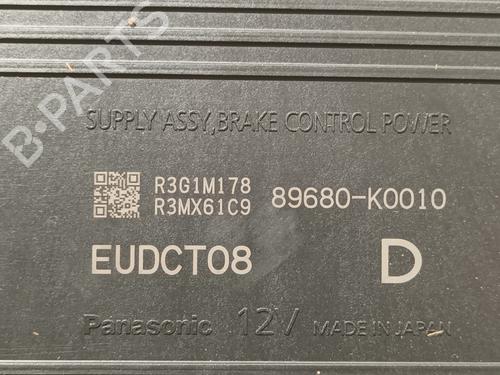 B·PARTS
SUPPLY ASSY,BRAKE CONTROL POWER
R3G1M178
R3MX61C9
89680-K0010
EUDCT08
D
Panasonic 12V MADE IN JAPAN